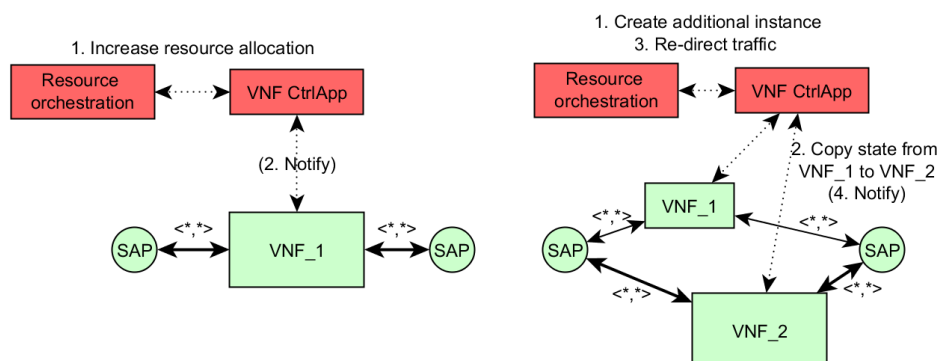 1. Increase resource allocation
Resource
orchestration
VNF CtrlApp
(2. Notify)
<*,*>
<*,*>
SAP
VNF_1
SAP
1. Create additional instance
3. Re-direct traffic
Resource
orchestration
VNF CtrlApp
2. Copy state from
VNF_1 to VNF_2
(4. Notify)
VNF_1
<*,*>
<*,*>
SAP
SAP
<*,*>
<*,*>
VNF_2